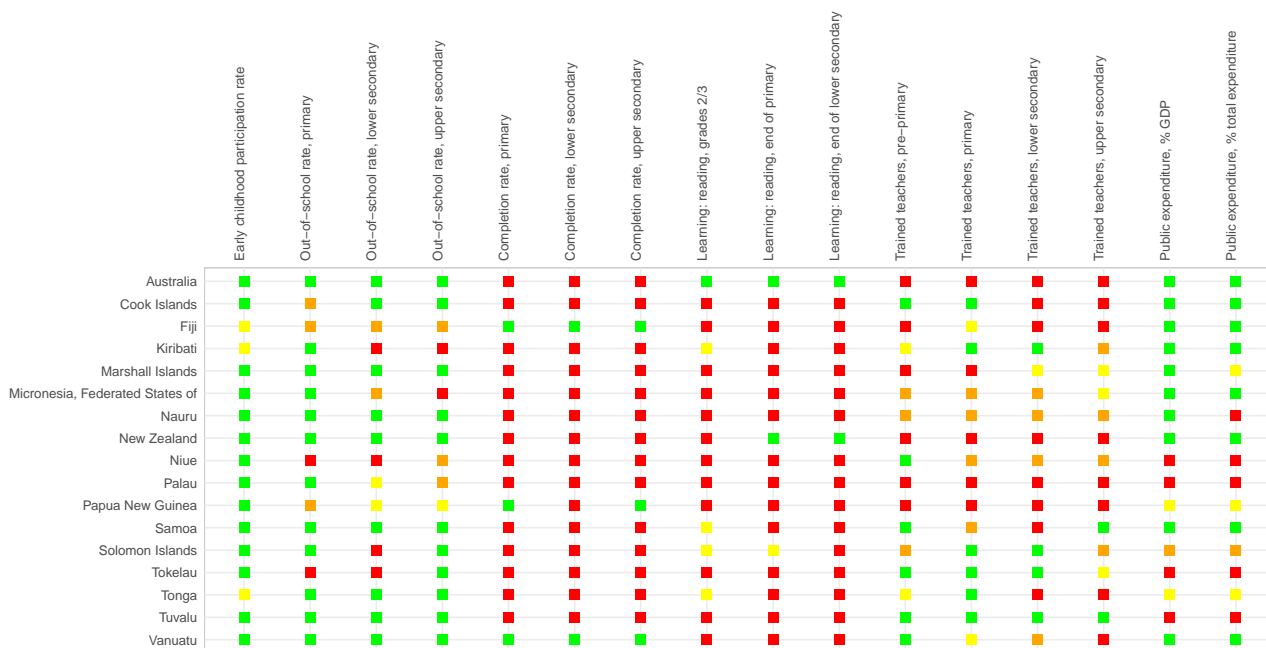 Early childhood participation rate
Out−of−school rate, primary
Out−of−school rate, lower secondary
Out−of−school rate, upper secondary
Completion rate, primary
Completion rate, lower secondary
Completion rate, upper secondary
Learning: reading, grades 2/3
Learning: reading, end of primary
Learning: reading, end of lower secondary
Trained teachers, pre−primary
Trained teachers, primary
Trained teachers, lower secondary
Trained teachers, upper secondary
Public expenditure, % GDP
Public expenditure, % total expenditure
Australia
Cook Islands
Fiji
Kiribati
Marshall Islands
Micronesia, Federated States of
Nauru
New Zealand
Niue
Palau
Papua New Guinea
Samoa
Solomon Islands
Tokelau
Tonga
Tuvalu
Vanuatu